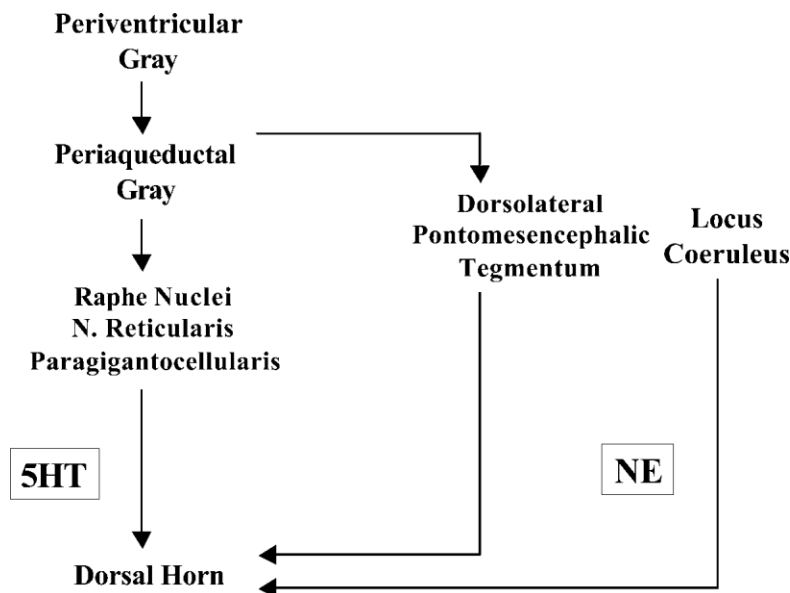 Periventricular
Gray
Periaqueductal
Gray
Dorsolateral
Pontomesencephalic
Tegmentum
Locus
Coeruleus
Raphe Nuclei
N. Reticularis
Paragigantocellularis
5HT
NE
Dorsal Horn